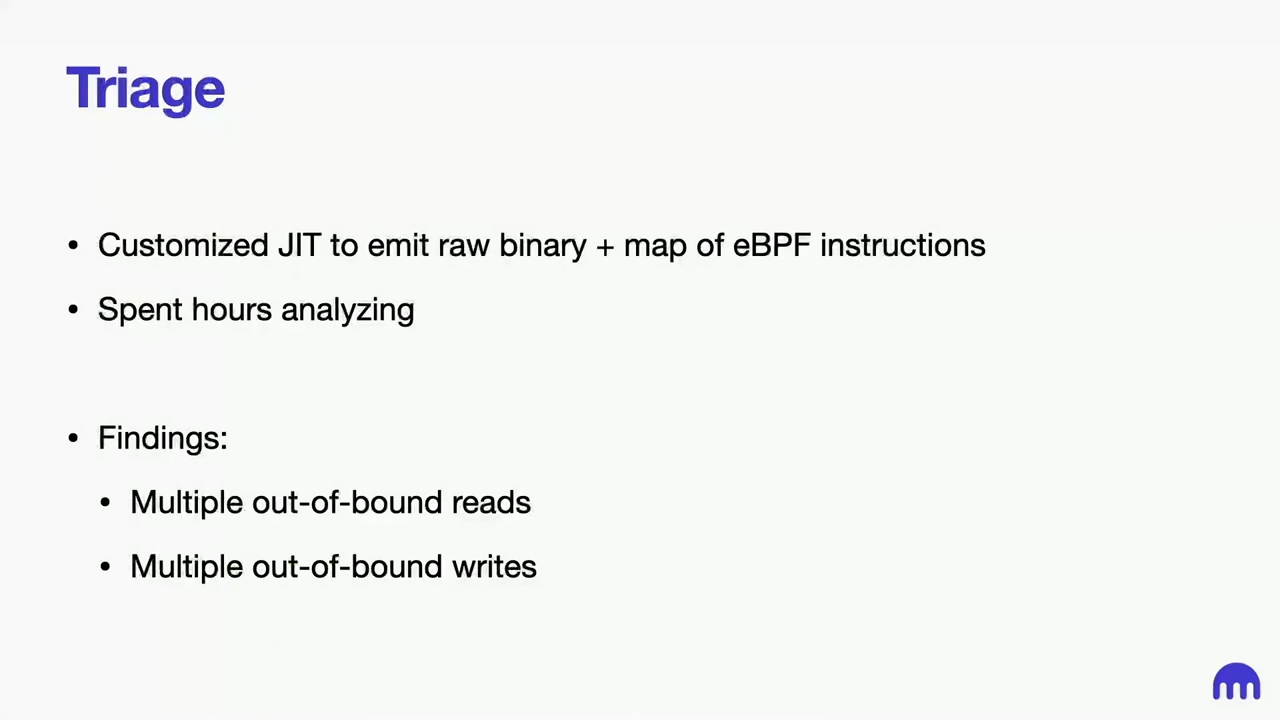 Triage
• Customized JIT to emit raw binary + map of eBPF instructions
• Spent hours analyzing
• Findings:
• Multiple out-of-bound reads
• Multiple out-of-bound writes